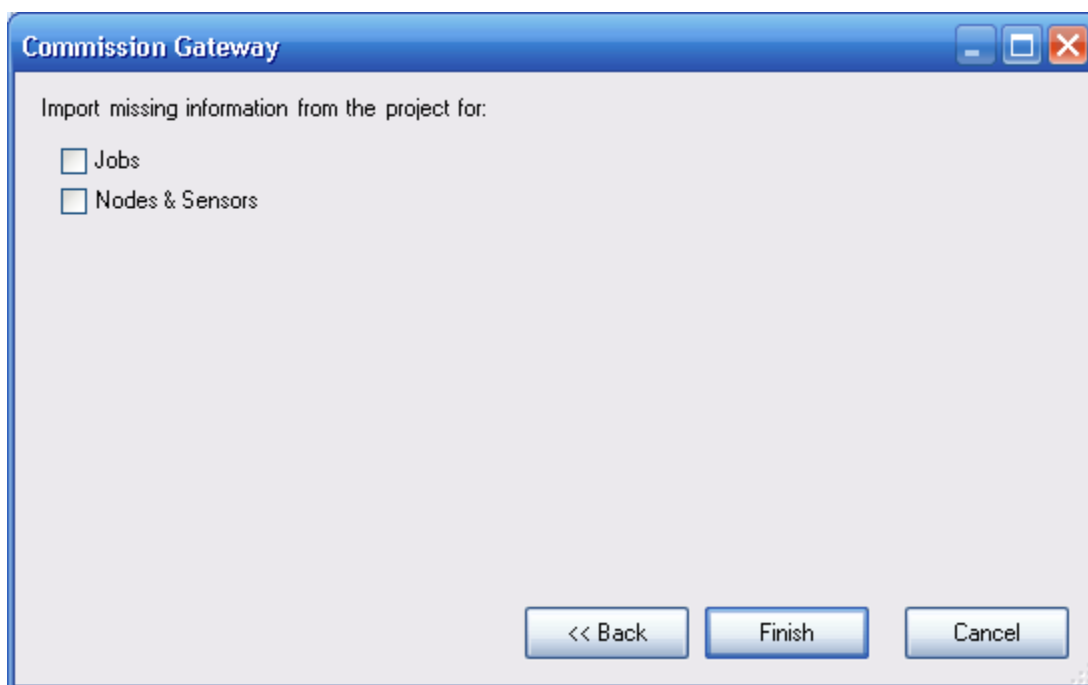 Commission Gateway
Import missing information from the project for:
Jobs
Nodes & Sensors
<< Back
Finish
Cancel